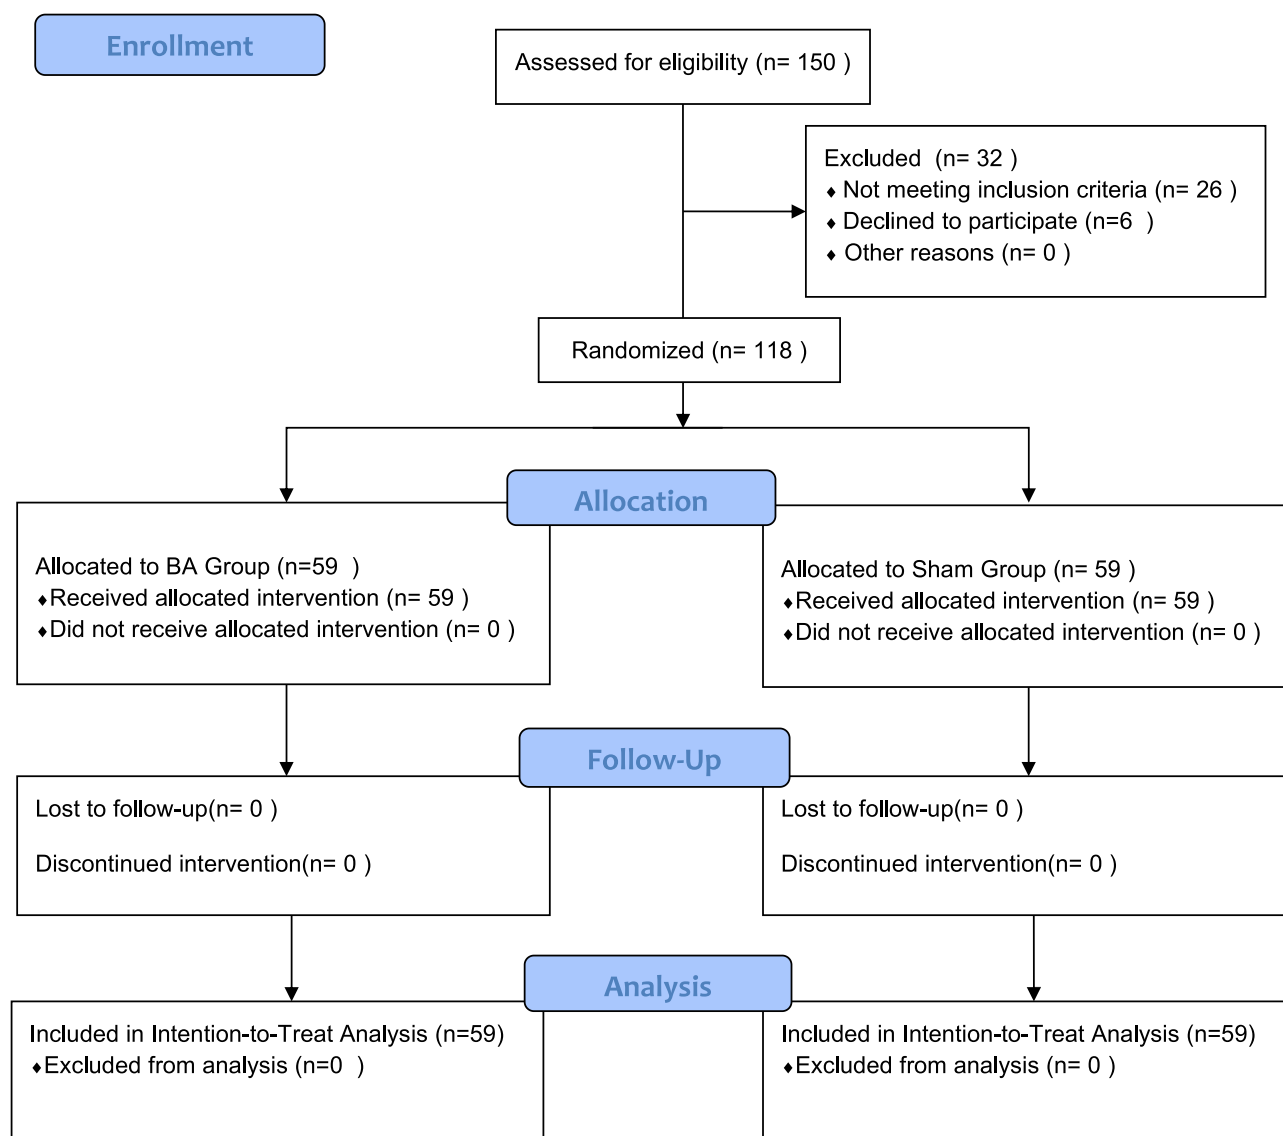 Enrollment
Assessed for eligibility (n= 150 )
Excluded  (n= 32 )
♦ Not meeting inclusion criteria (n= 26 )
♦ Declined to participate (n=6  )
♦ Other reasons (n= 0 )
Randomized (n= 118 )
Allocation
Allocated to BA Group (n=59  )
♦Received allocated intervention (n= 59 )
♦Did not receive allocated intervention (n= 0 )
Allocated to Sham Group (n= 59 )
♦Received allocated intervention (n= 59 )
♦Did not receive allocated intervention (n= 0 )
Follow-Up
Lost to follow-up(n= 0 )
Discontinued intervention(n= 0 )
Lost to follow-up(n= 0 )
Discontinued intervention(n= 0 )
Analysis
Included in Intention-to-Treat Analysis (n=59)
♦Excluded from analysis (n=0  )
Included in Intention-to-Treat Analysis (n=59)
♦Excluded from analysis (n= 0 )